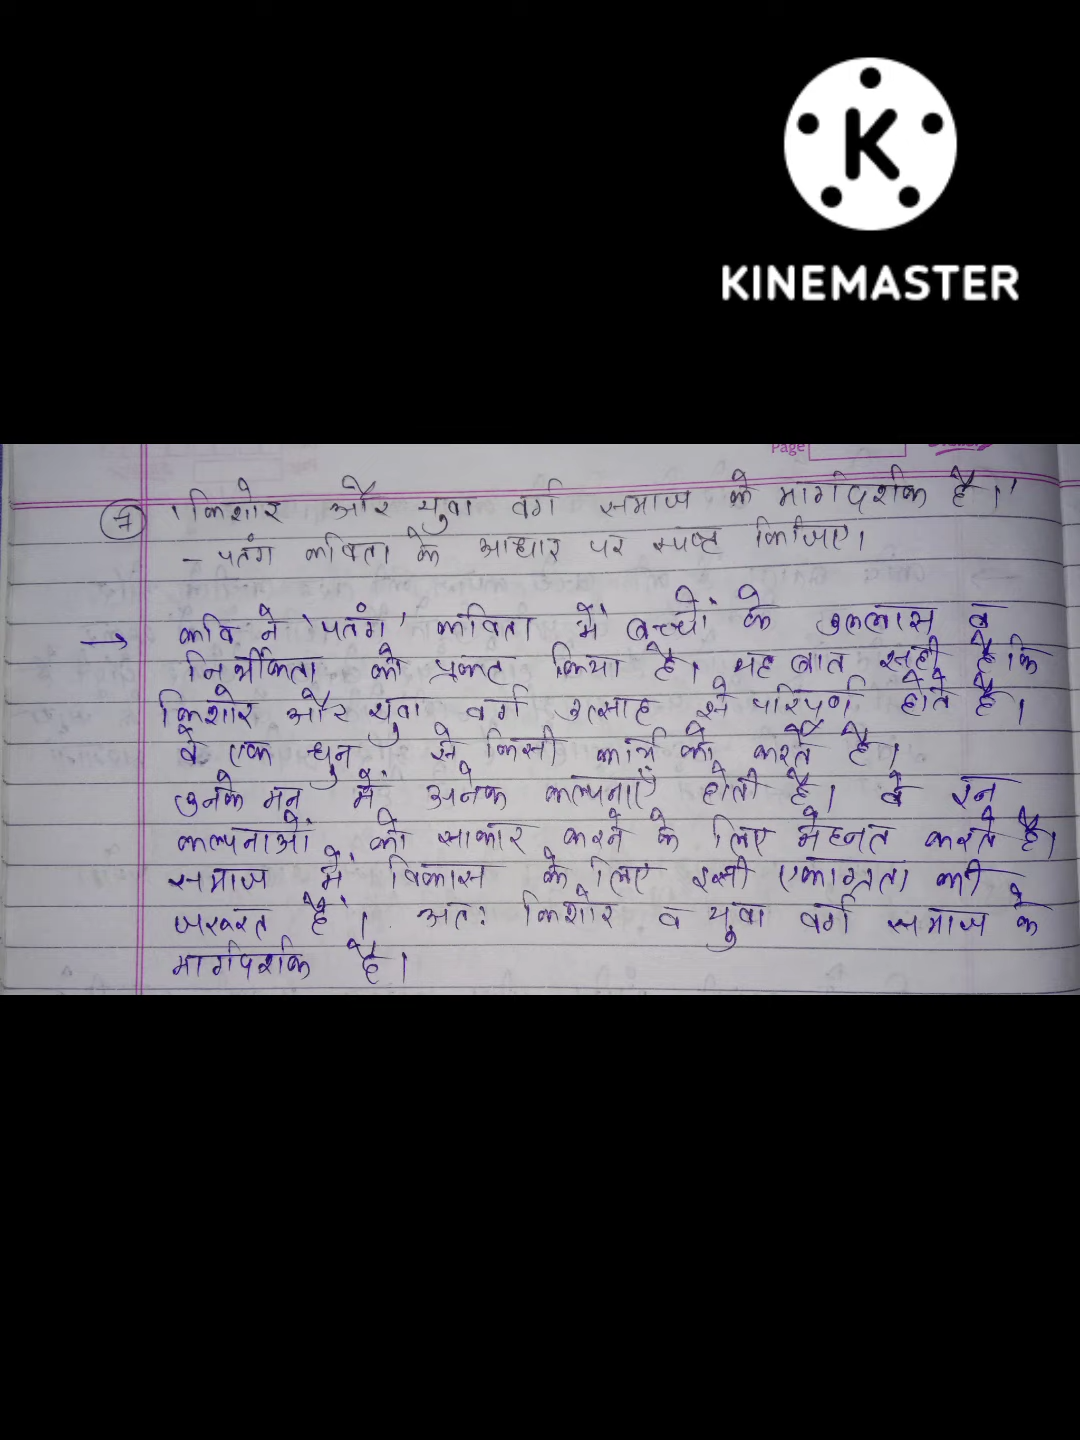 K
KINEMASTER
Page
7 'किशोर और युवा वर्ग समाज के मार्गदर्शक है।'
- पतंग कविता के आधार पर स्पष्ट किजिए।
→ कवि ने 'पतंग' कविता में बच्चों के उल्लास व
निर्भीकता को प्रकट किया है। यह बात सही है कि
किशोर और युवा वर्ग उत्साह से परिपूर्ण होते है।
वे एक धुन से किसी कार्य को करते है।
उनके मन में अनेक कल्पनाएँ होती है। वे इन
कल्पनाओं को साकार करने के लिए मेहनत करते है।
समाज में विकास के लिए इसी एकाग्रता की
जरूरत है। अतः किशोर व युवा वर्ग समाज के
मार्गदर्शक है।